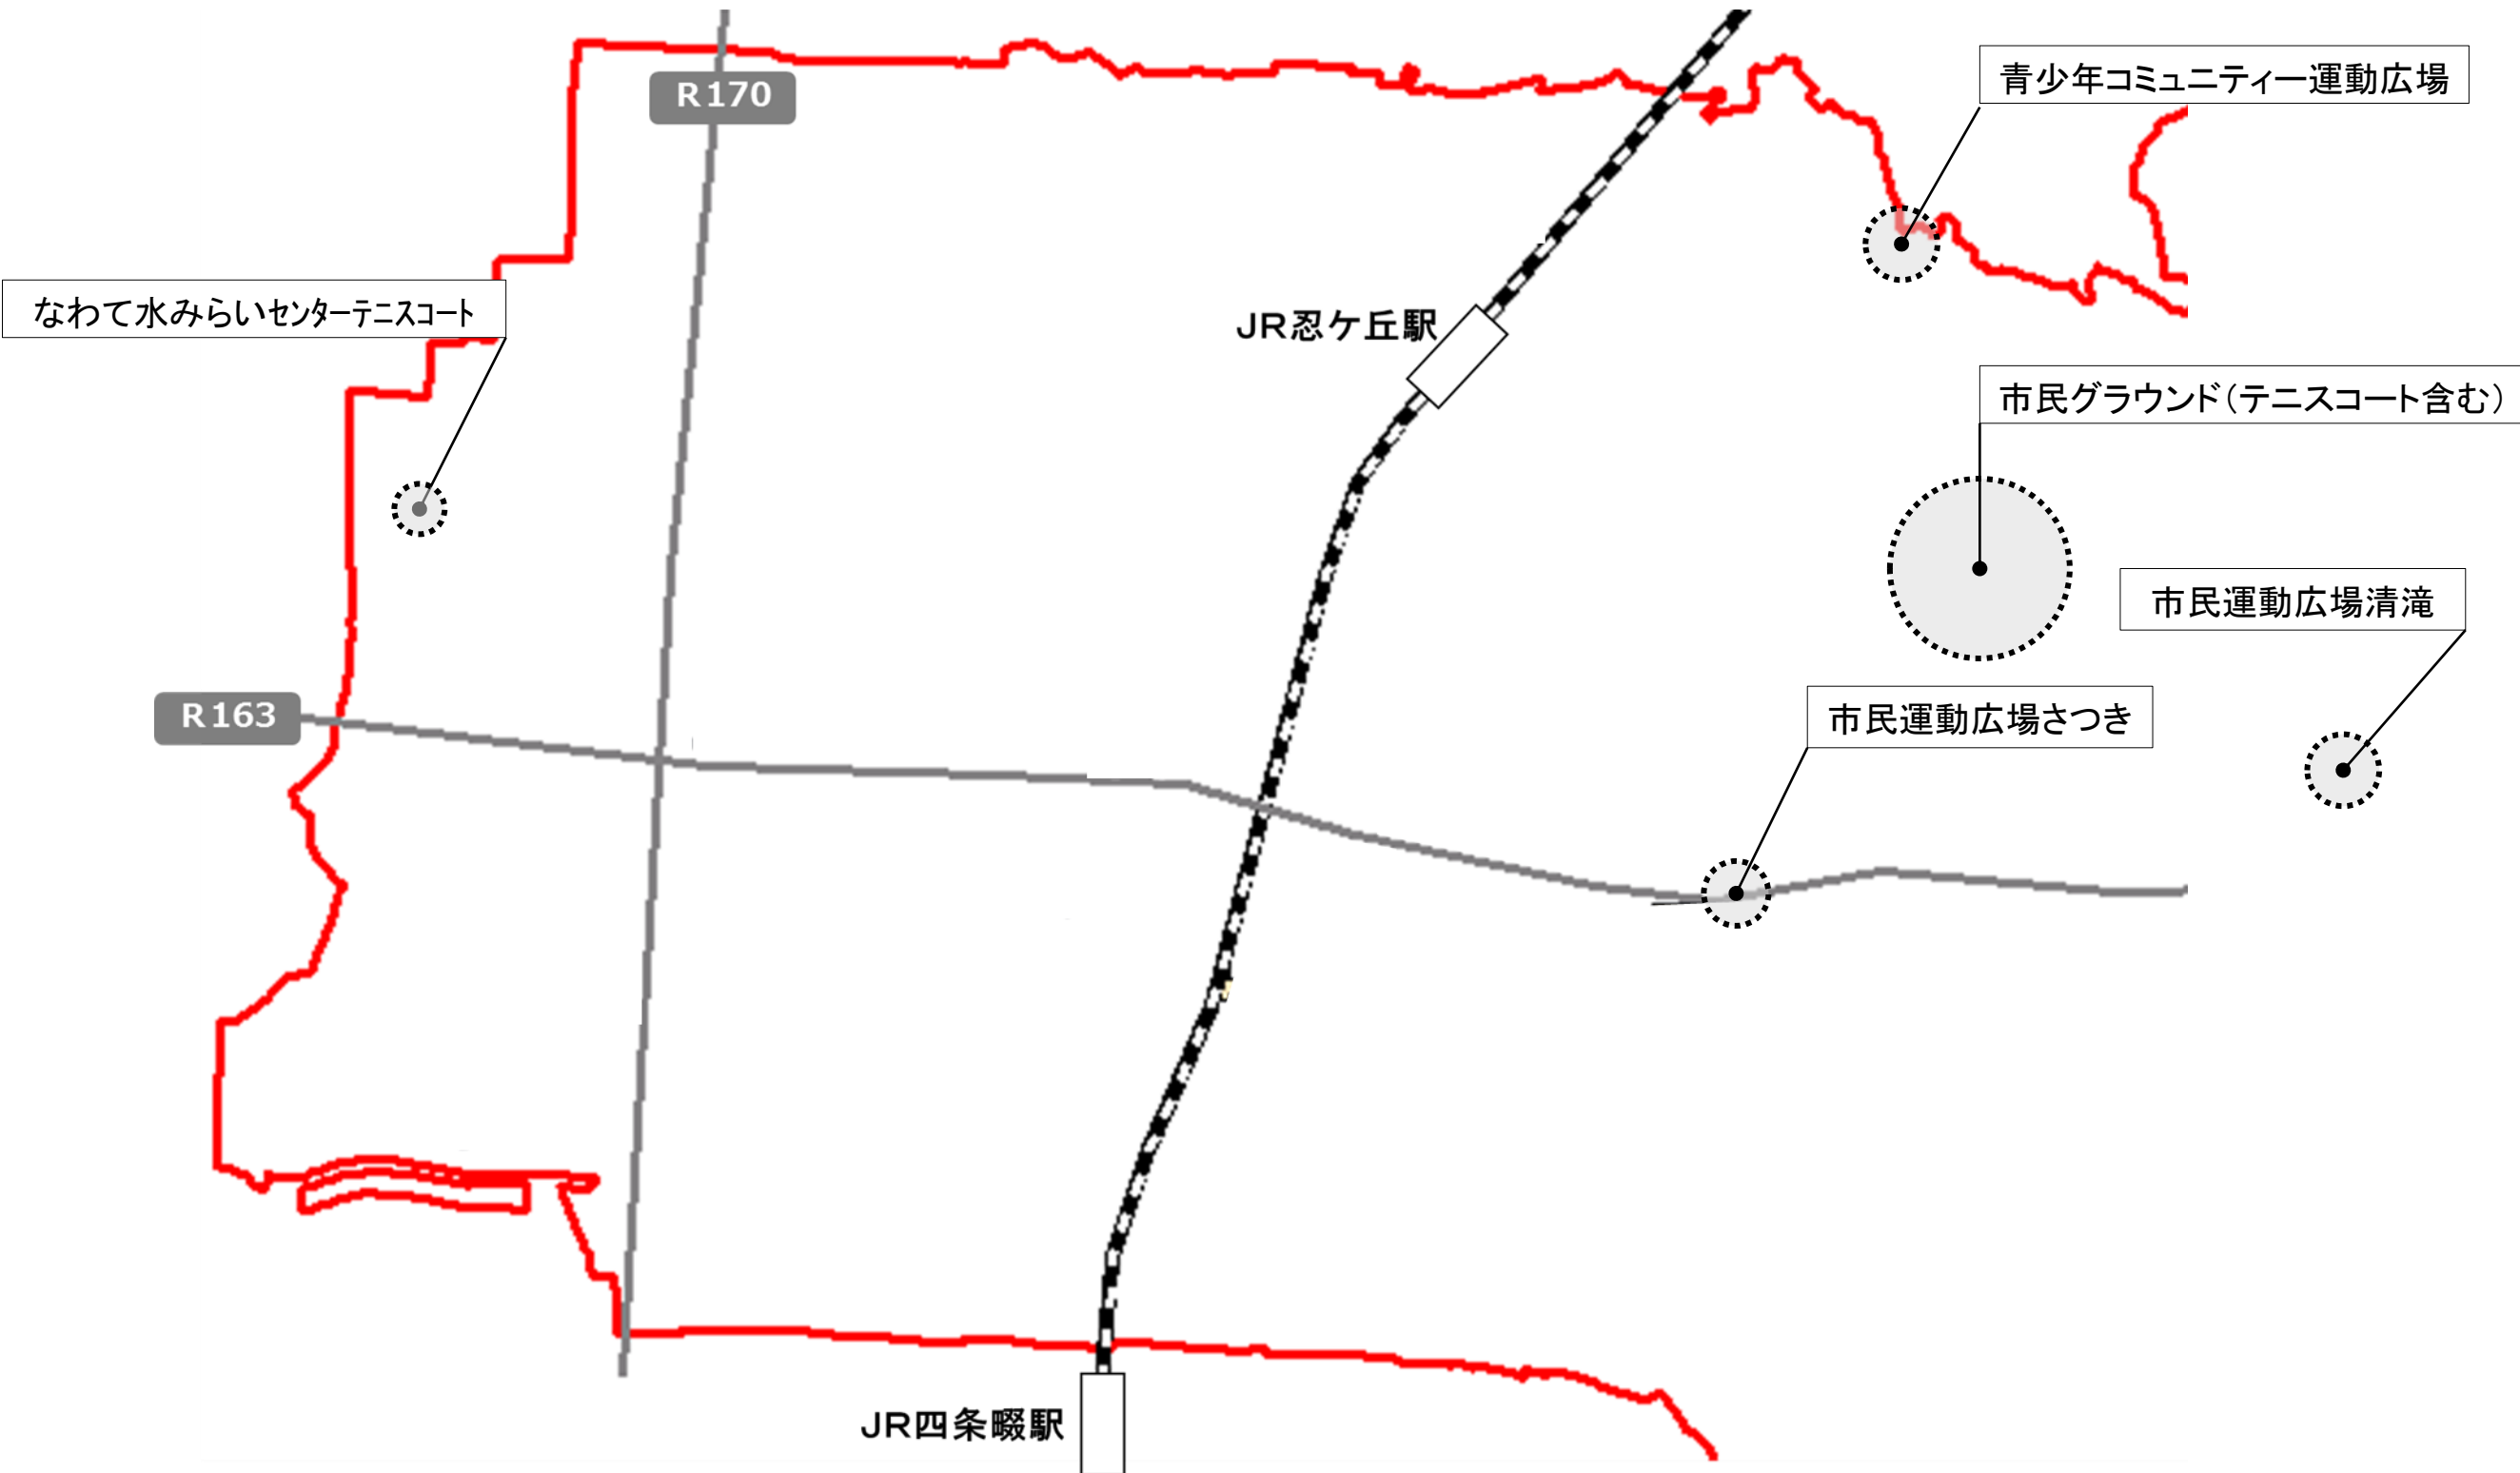 R170
青少年コミュニティー運動広場
なわて水みらいセンターテニスコート
JR忍ケ丘駅
市民グラウンド（テニスコート含む）
市民運動広場清滝
R163
市民運動広場さつき
JR四条畷駅